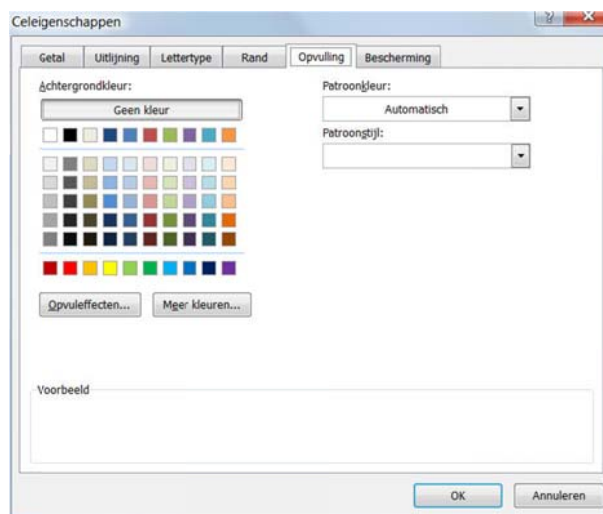 Celeigenschappen
Getal Uitlijning Lettertype Rand Opvulling Bescherming
Achtergrondkleur:
Geen kleur
Patroonkleur:
Automatisch
Patroonstijl:
Opvuleffecten... Meer kleuren...
Voorbeeld
OK Annuleren